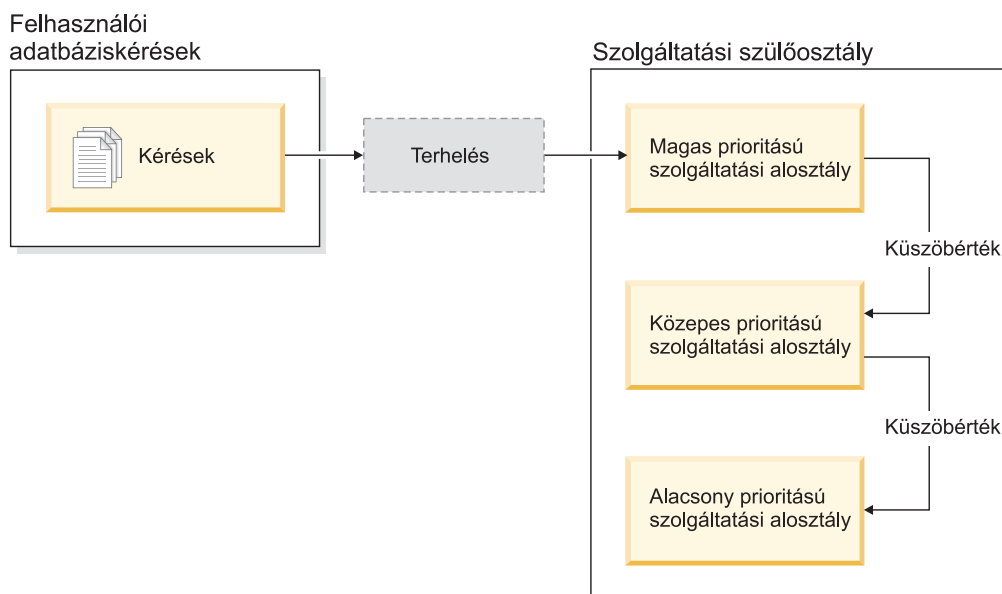 Felhasználói
adatbáziskérések
Szolgáltatási szülőosztály
Kérések
Terhelés
Magas prioritású
szolgáltatási alosztály
Küszöbérték
Közepes prioritású
szolgáltatási alosztály
Küszöbérték
Alacsony prioritású
szolgáltatási alosztály